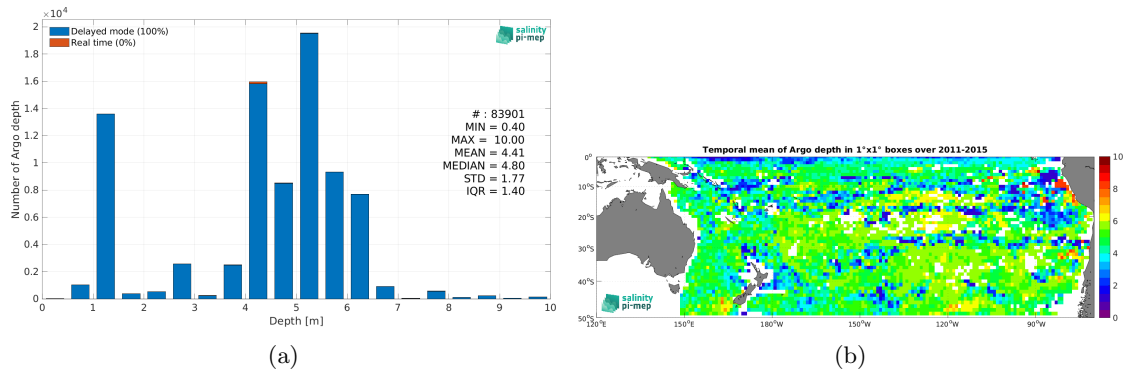 ×10⁴
2
1.8
1.6
1.4
1.2
1
0.8
0.6
0.4
0.2
0
Number of Argo depth
Delayed mode (100%)
Real time (0%)
salinity
pi-mep
# : 83901
MIN = 0.40
MAX = 10.00
MEAN = 4.41
MEDIAN = 4.80
STD = 1.77
IQR = 1.40
0 1 2 3 4 5 6 7 8 9 10
Depth [m]
(a)
Temporal mean of Argo depth in 1°x1° boxes over 2011-2015
0°
10°S
20°S
30°S
40°S
50°S
120°E 150°E 180°W 150°W 120°W 90°W
salinity
pi-mep
10
8
6
4
2
0
(b)